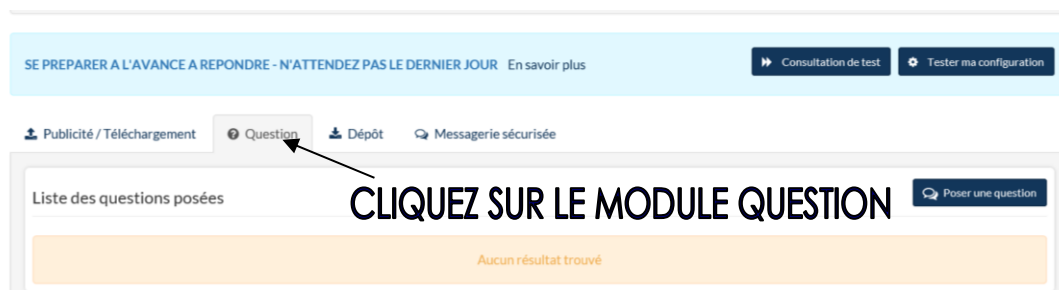 SE PREPARER A L'AVANCE A REPONDRE - N'ATTENDEZ PAS LE DERNIER JOUR En savoir plus Consultation de test Tester ma configuration
Publicité / Téléchargement Question Dépôt Messagerie sécurisée
Liste des questions posées CLIQUEZ SUR LE MODULE QUESTION Poser une question
Aucun résultat trouvé